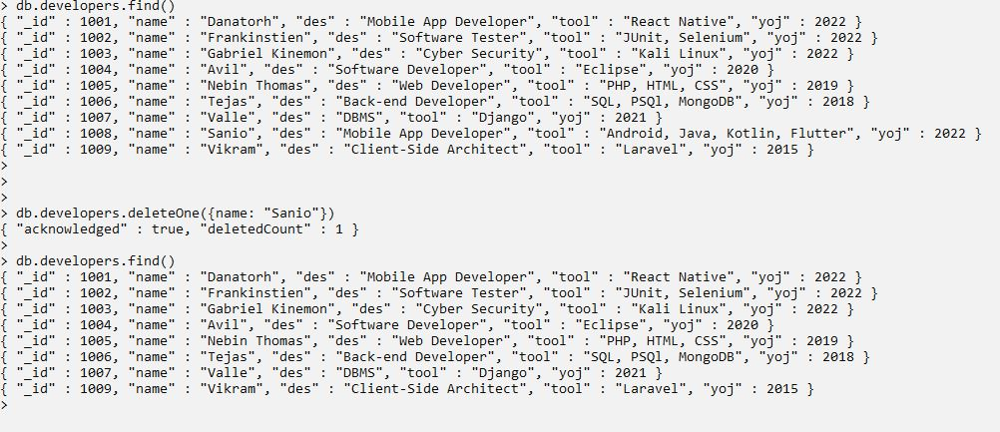 > db.developers.find()
{ "_id" : 1001, "name" : "Danatorh", "des" : "Mobile App Developer", "tool" : "React Native", "yoj" : 2022 }
{ "_id" : 1002, "name" : "Frankinstien", "des" : "Software Tester", "tool" : "JUnit, Selenium", "yoj" : 2022 }
{ "_id" : 1003, "name" : "Gabriel Kinemon", "des" : "Cyber Security", "tool" : "Kali Linux", "yoj" : 2022 }
{ "_id" : 1004, "name" : "Avil", "des" : "Software Developer", "tool" : "Eclipse", "yoj" : 2020 }
{ "_id" : 1005, "name" : "Nebin Thomas", "des" : "Web Developer", "tool" : "PHP, HTML, CSS", "yoj" : 2019 }
{ "_id" : 1006, "name" : "Tejas", "des" : "Back-end Developer", "tool" : "SQL, PSQl, MongoDB", "yoj" : 2018 }
{ "_id" : 1007, "name" : "Valle", "des" : "DBMS", "tool" : "Django", "yoj" : 2021 }
{ "_id" : 1008, "name" : "Sanio", "des" : "Mobile App Developer", "tool" : "Android, Java, Kotlin, Flutter", "yoj" : 2022 }
{ "_id" : 1009, "name" : "Vikram", "des" : "Client-Side Architect", "tool" : "Laravel", "yoj" : 2015 }
>
>
>
> db.developers.deleteOne({name: "Sanio"})
{ "acknowledged" : true, "deletedCount" : 1 }
>
> db.developers.find()
{ "_id" : 1001, "name" : "Danatorh", "des" : "Mobile App Developer", "tool" : "React Native", "yoj" : 2022 }
{ "_id" : 1002, "name" : "Frankinstien", "des" : "Software Tester", "tool" : "JUnit, Selenium", "yoj" : 2022 }
{ "_id" : 1003, "name" : "Gabriel Kinemon", "des" : "Cyber Security", "tool" : "Kali Linux", "yoj" : 2022 }
{ "_id" : 1004, "name" : "Avil", "des" : "Software Developer", "tool" : "Eclipse", "yoj" : 2020 }
{ "_id" : 1005, "name" : "Nebin Thomas", "des" : "Web Developer", "tool" : "PHP, HTML, CSS", "yoj" : 2019 }
{ "_id" : 1006, "name" : "Tejas", "des" : "Back-end Developer", "tool" : "SQL, PSQl, MongoDB", "yoj" : 2018 }
{ "_id" : 1007, "name" : "Valle", "des" : "DBMS", "tool" : "Django", "yoj" : 2021 }
{ "_id" : 1009, "name" : "Vikram", "des" : "Client-Side Architect", "tool" : "Laravel", "yoj" : 2015 }
>